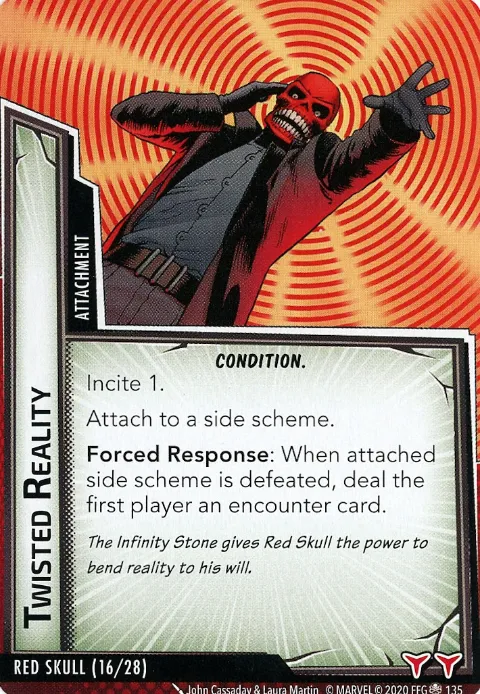 ATTACHMENT
TWISTED REALITY
CONDITION.
Incite 1.
Attach to a side scheme.
Forced Response: When attached
side scheme is defeated, deal the
first player an encounter card.
The Infinity Stone gives Red Skull the power to
bend reality to his will.
RED SKULL (16/28)
John Cassaday & Laura Martin © MARVEL © 2020 FFG 135